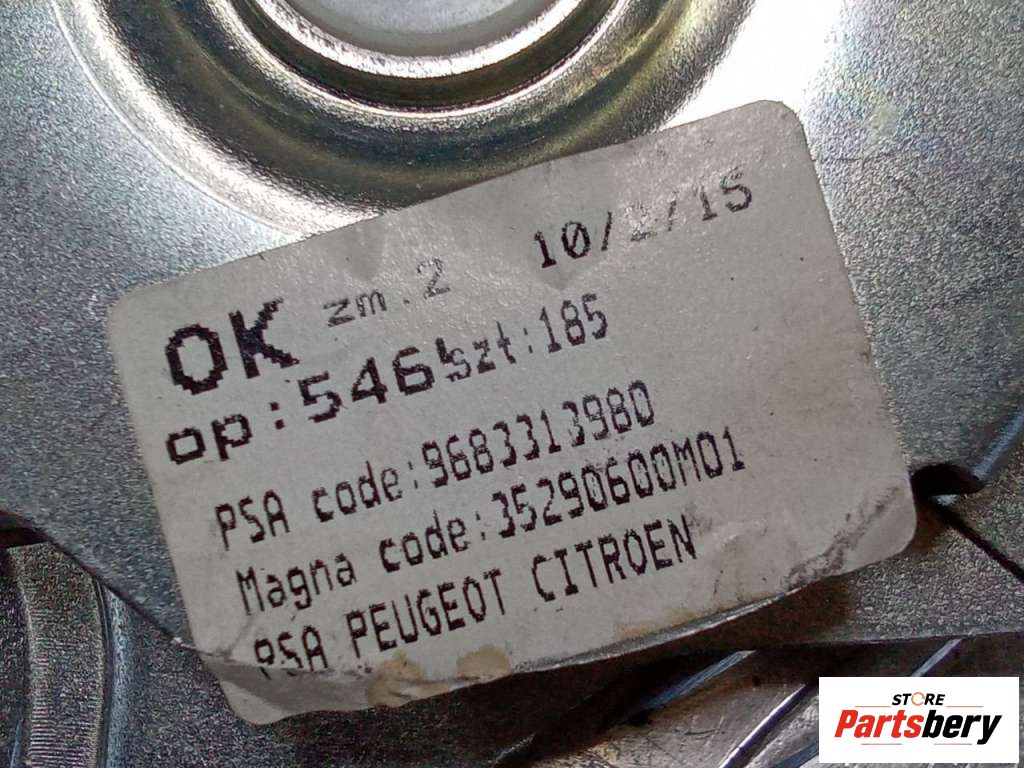 OK zm.2 10/2/15
op:546 szt:185
PSA code:9683313980
Magna code:35290600M01
PSA PEUGEOT CITROEN
STORE
Partsbery